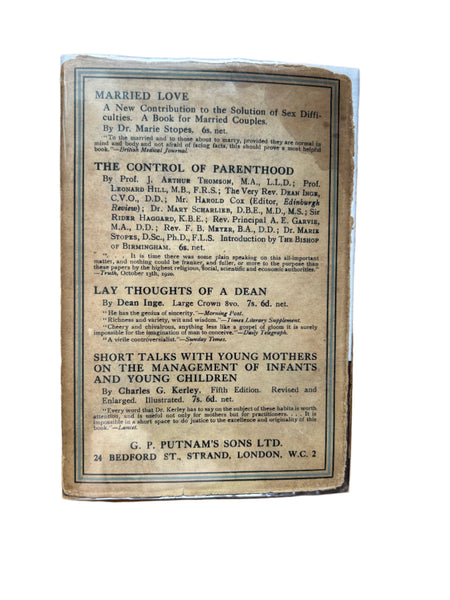 MARRIED LOVE
A New Contribution to the Solution of Sex Diffi-
culties. A Book for Married Couples.
By Dr. Marie Stopes. 6s. net.
"To the married and to those about to marry, provided they are normal in
mind and body and not afraid of facing facts, this should prove a most helpful
book."—British Medical Journal.
THE CONTROL OF PARENTHOOD
By Prof. J. Arthur Thomson, M.A., L.L.D.; Prof.
Leonard Hill, M.B., F.R.S.; The Very Rev. Dean Inge,
C.V.O., D.D.; Mr. Harold Cox (Editor, Edinburgh
Review); Dr. Mary Scharlieb, D.B.E., M.D., M.S.; Sir
Rider Haggard, K.B.E.; Rev. Principal A. E. Garvie,
M.A., D.D.; Rev. F. B. Meyer, B.A., D.D.; Dr. Marie
Stopes, D.Sc., Ph.D., F.L.S. Introduction by The Bishop
of Birmingham. 6s. net.
". . . It is time there was some plain speaking on this all-important
matter, and nothing could be franker, and fuller, or more to the purpose than
these papers by the highest religious, social, scientific and economic authorities."
—Truth, October 13th, 1920.
LAY THOUGHTS OF A DEAN
By Dean Inge. Large Crown 8vo. 7s. 6d. net.
"He has the genius of sincerity."—Morning Post.
"Richness and variety, wit and wisdom."—Times Literary Supplement.
"Cheery and chivalrous, anything less like a gospel of gloom it is surely
impossible for the imagination of man to conceive."—Daily Telegraph.
"A virile controversialist."—Sunday Times.
SHORT TALKS WITH YOUNG MOTHERS
ON THE MANAGEMENT OF INFANTS
AND YOUNG CHILDREN
By Charles G. Kerley. Fifth Edition. Revised and
Enlarged. Illustrated. 7s. 6d. net.
"Every word that Dr. Kerley has to say on the subject of these habits is worth
attention, and is useful not only for mothers but for practitioners. . . . It is
impossible in a short space to do justice to the excellence and originality of this
book."—Lancet.
G. P. PUTNAM'S SONS LTD.
24 BEDFORD ST., STRAND, LONDON, W.C. 2